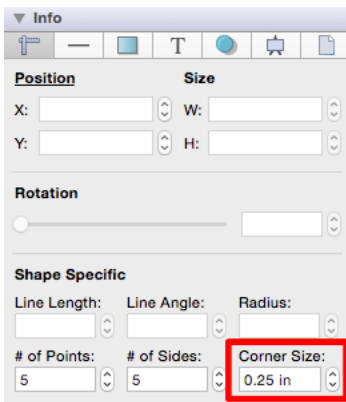 Info
T
Position Size
X: W:
Y: H:
Rotation
Shape Specific
Line Length: Line Angle: Radius:
# of Points: # of Sides: Corner Size:
5 5 0.25 in